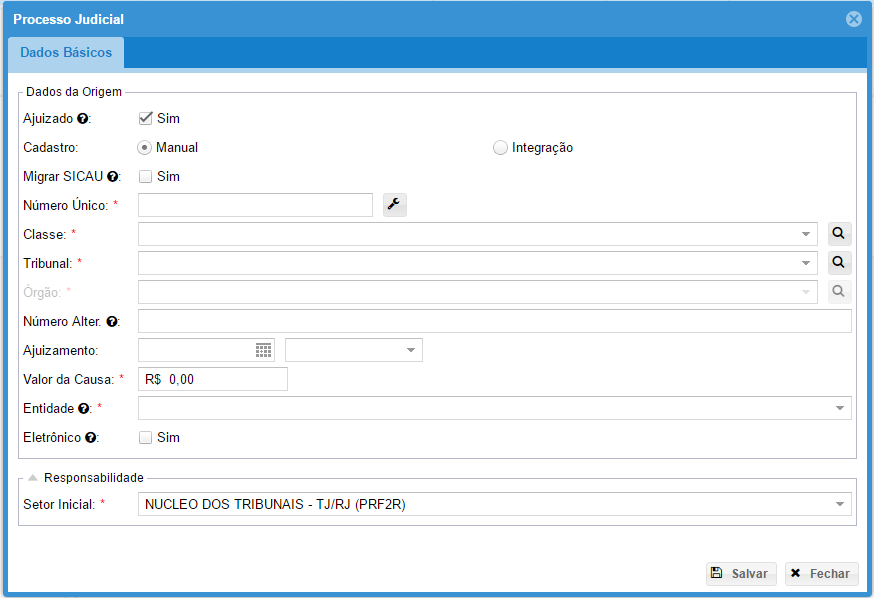 Processo Judicial
Dados Básicos
Dados da Origem
Ajuizado ?: Sim
Cadastro: Manual Integração
Migrar SICAU ?: Sim
Número Único: *
Classe: *
Tribunal: *
Órgão: *
Número Alter. ?:
Ajuizamento:
Valor da Causa: * R$ 0,00
Entidade ?: *
Eletrônico ?: Sim
Responsabilidade
Setor Inicial: * NUCLEO DOS TRIBUNAIS - TJ/RJ (PRF2R)
Salvar Fechar